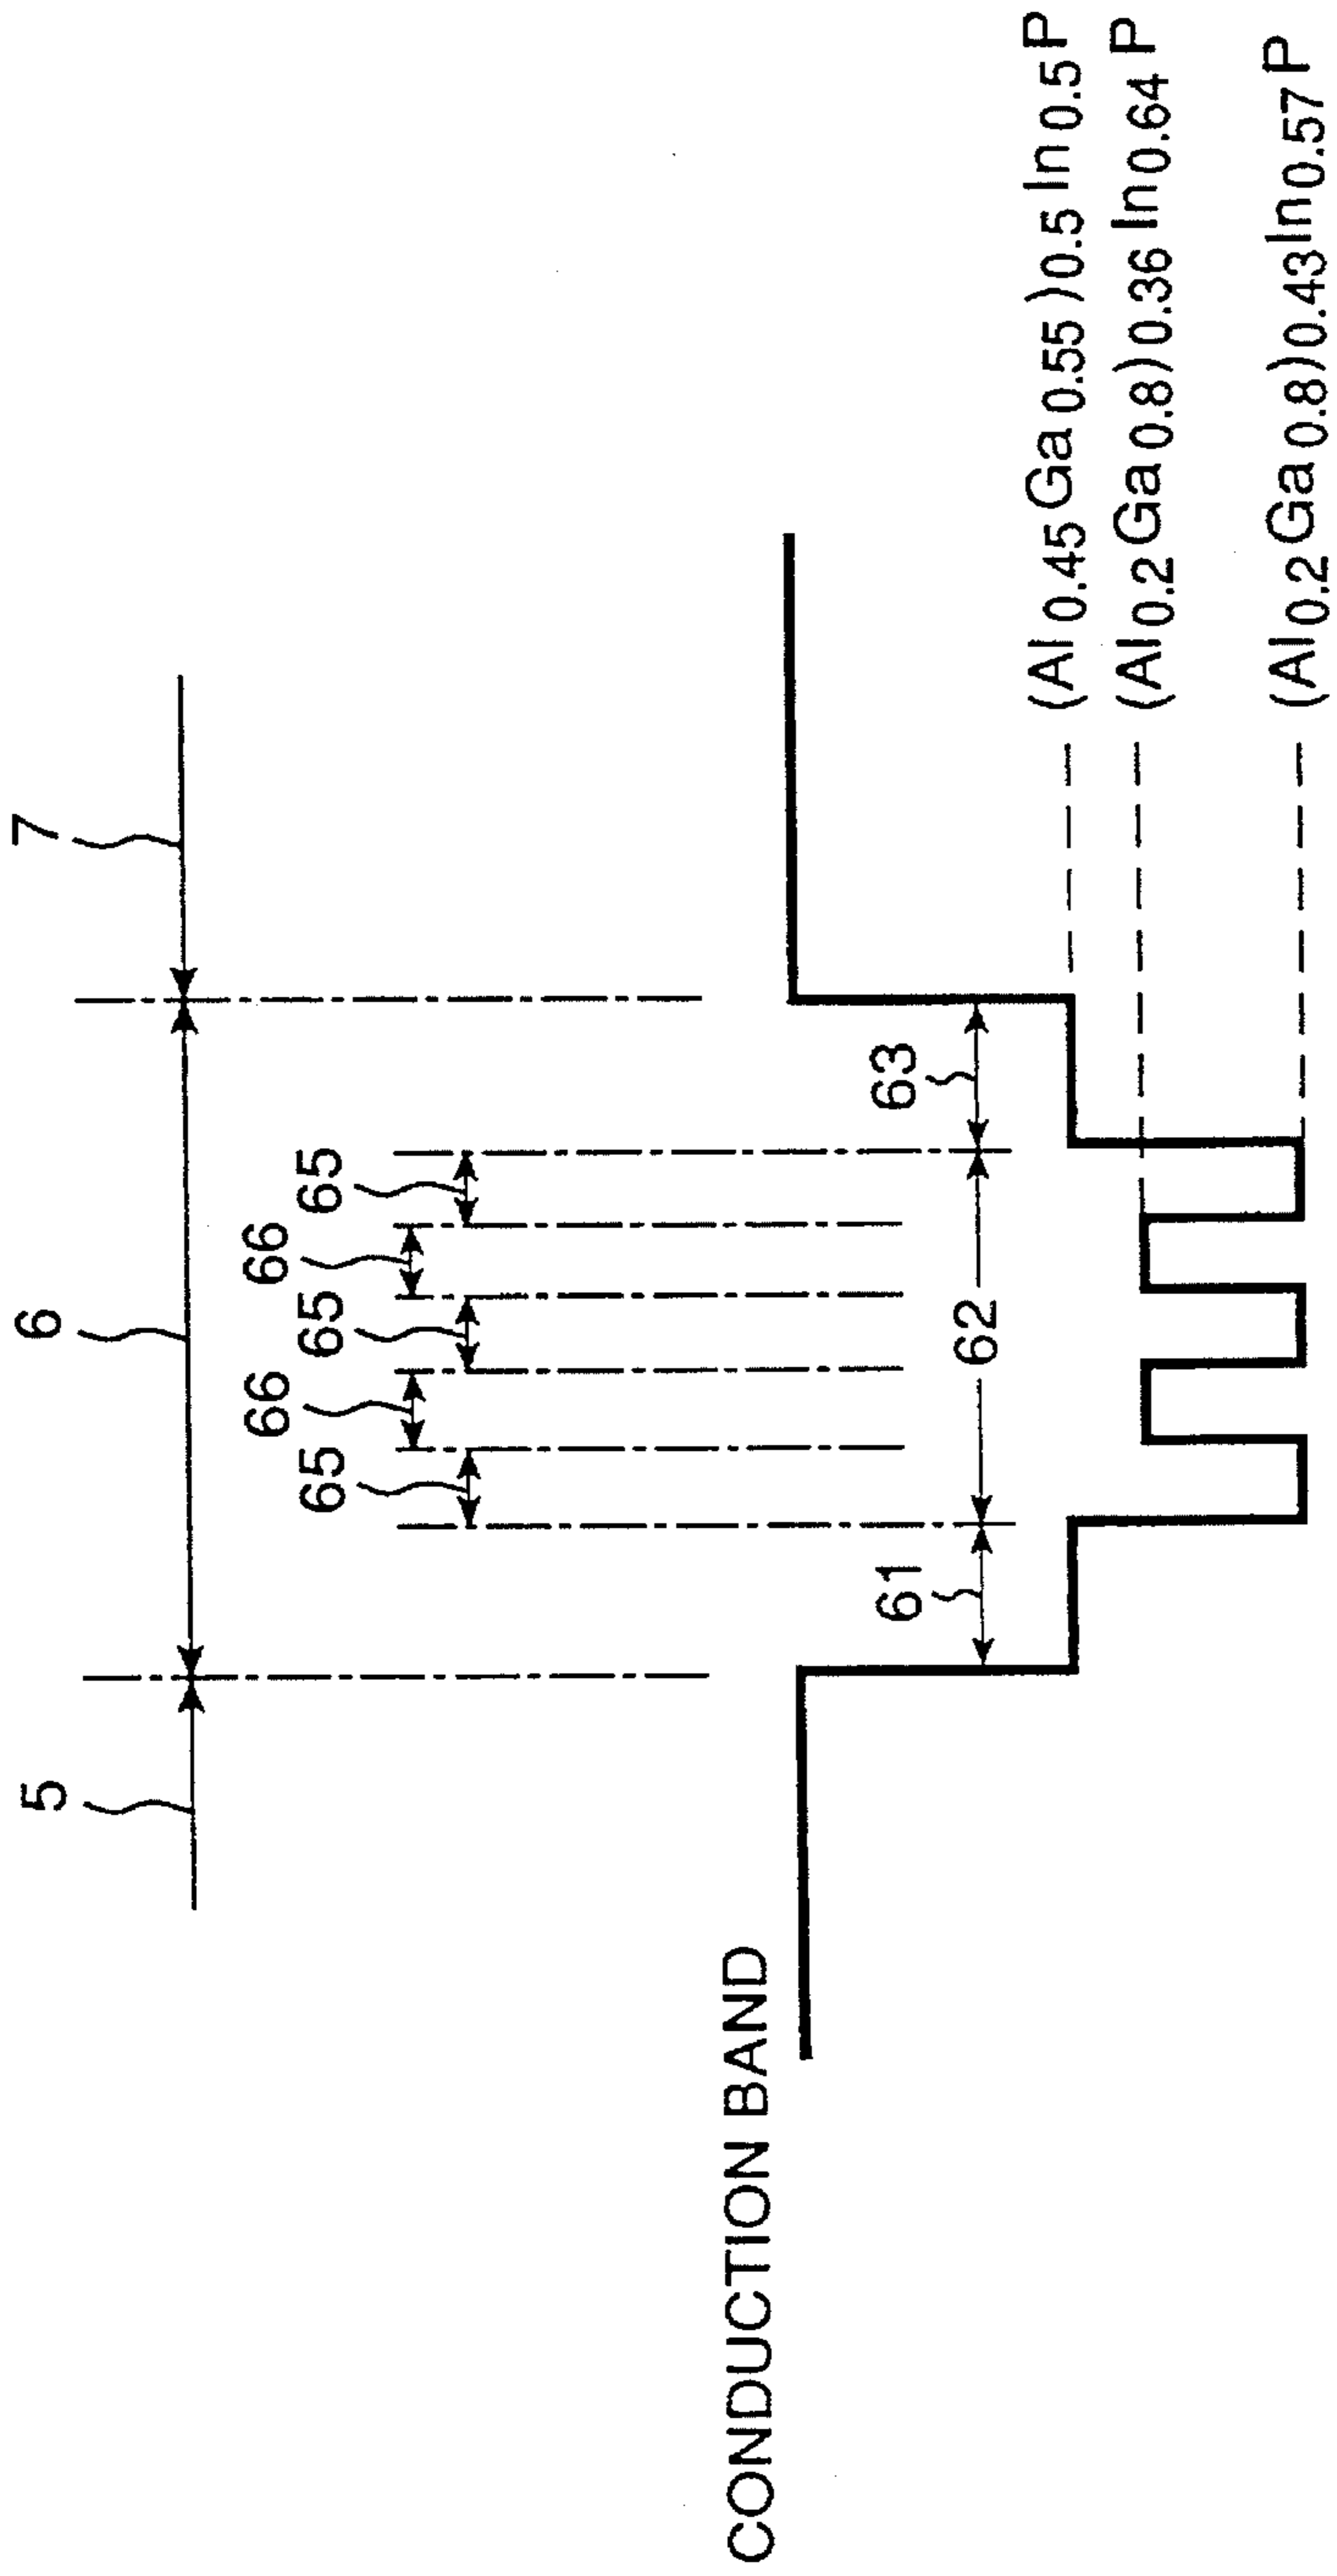 5
6
7
66
66
65
65
65
61
62
63
CONDUCTION BAND
(Al0.45Ga0.55)0.5In0.5P
(Al0.2Ga0.8)0.36In0.64P
(Al0.2Ga0.8)0.43In0.57P